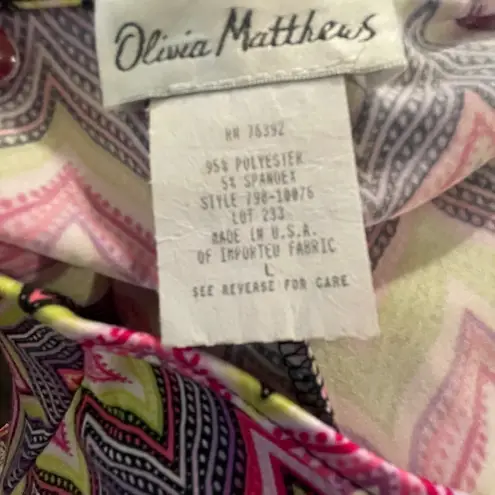 Olivia Matthews
RN 76392
95% POLYESTER
5% SPANDEX
STYLE 798-10076
LOT 233
MADE IN U.S.A.
OF IMPORTED FABRIC
L
SEE REVERSE FOR CARE